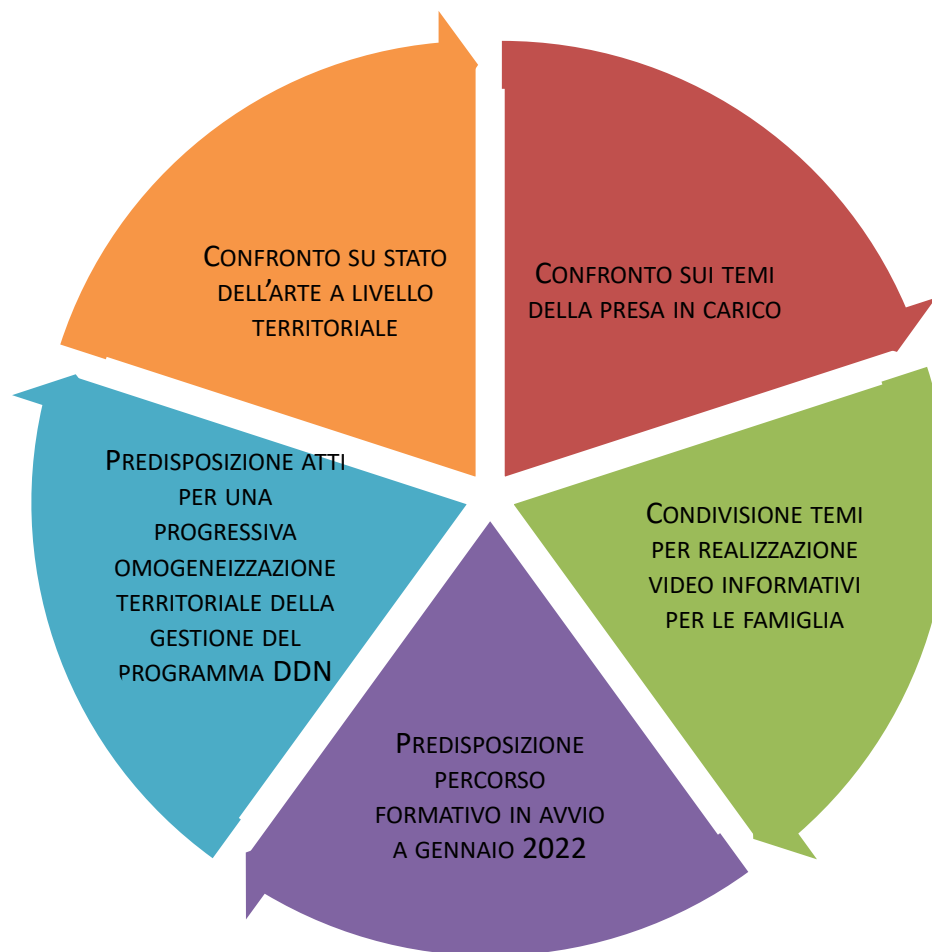 Confronto su stato
dell'arte a livello
territoriale
Confronto sui temi
della presa in carico
Condivisione temi
per realizzazione
video informativi
per le famiglia
Predisposizione
percorso
formativo in avvio
a gennaio 2022
Predisposizione atti
per una
progressiva
omogeneizzazione
territoriale della
gestione del
programma DDN